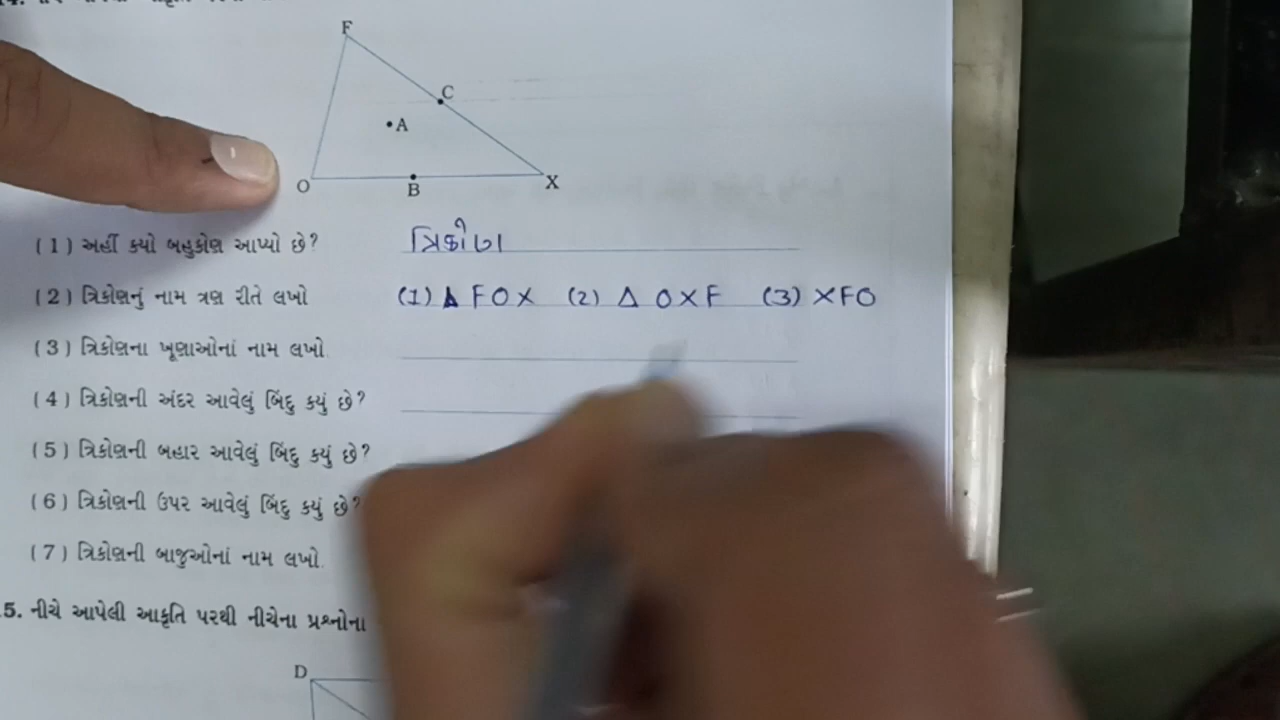 F
C
A
O
B
X
(1) અહીં ક્યો બહુકોણ આપ્યો છે? ત્રિકોણ
(2) ત્રિકોણનું નામ ત્રણ રીતે લખો (1) Δ FOX (2) Δ OXF (3) XFO
(3) ત્રિકોણના ખૂણાઓનાં નામ લખો.
(4) ત્રિકોણની અંદર આવેલું બિંદુ કયું છે?
(5) ત્રિકોણની બહાર આવેલું બિંદુ કયું છે?
(6) ત્રિકોણની ઉપર આવેલું બિંદુ કયું છે?
(7) ત્રિકોણની બાજુઓનાં નામ લખો.
5. નીચે આપેલી આકૃતિ પરથી નીચેના પ્રશ્નોના
D